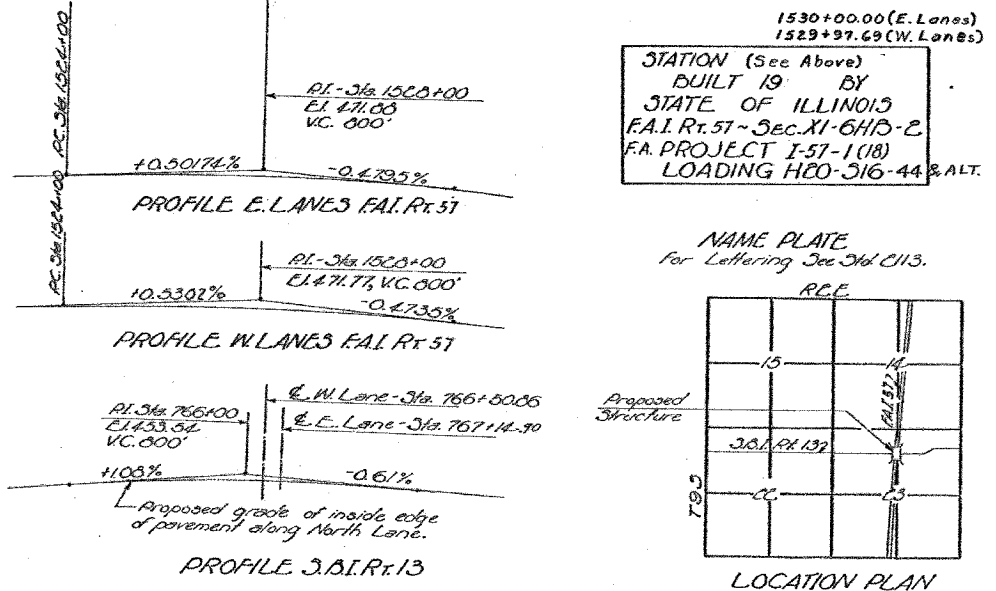 1530+00.00 (E. Lanes)
1529+97.69 (W. Lanes)
STATION (See Above)
BUILT 19 BY
STATE OF ILLINOIS
F.A.I. RT. 57 ~ SEC. XI-6HB-2
F.A. PROJECT I-57-1(18)
LOADING H20-S16-44 & ALT.
NAME PLATE
For Lettering See Std. 2113.
P.C. Sta. 1524+00
P.I. - Sta. 1528+00
El. 471.88
V.C. 800'
+0.50174%
-0.4795%
PROFILE E. LANES F.A.I. RT. 57
P.C. Sta. 1524+00
P.I. - Sta. 1528+00
El. 471.77, V.C. 800'
+0.5302%
-0.4735%
PROFILE W. LANES F.A.I. RT. 57
P.I. Sta. 766+00
El. 453.54
V.C. 800'
℄ W. Lane - Sta. 766+50.86
℄ E. Lane - Sta. 767+14.90
+1.08%
-0.61%
Proposed grade of inside edge
of pavement along North Lane.
PROFILE S.B.I. RT. 13
R2E
15
14
F.A.I. 57
Proposed
Structure
S.B.I. Rt. 13
T9S
22
23
LOCATION PLAN